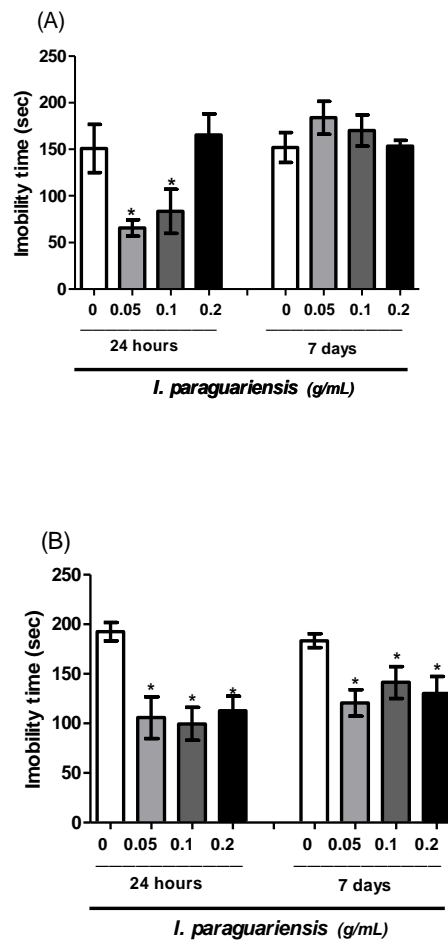 (A)
Imobility time (sec)
250
200
150
100
50
0
* *
0 0.05 0.1 0.2 0 0.05 0.1 0.2
24 hours 7 days
I. paraguariensis (g/mL)
(B)
Imobility time (sec)
250
200
150
100
50
0
* * * * * *
0 0.05 0.1 0.2 0 0.05 0.1 0.2
24 hours 7 days
I. paraguariensis (g/mL)